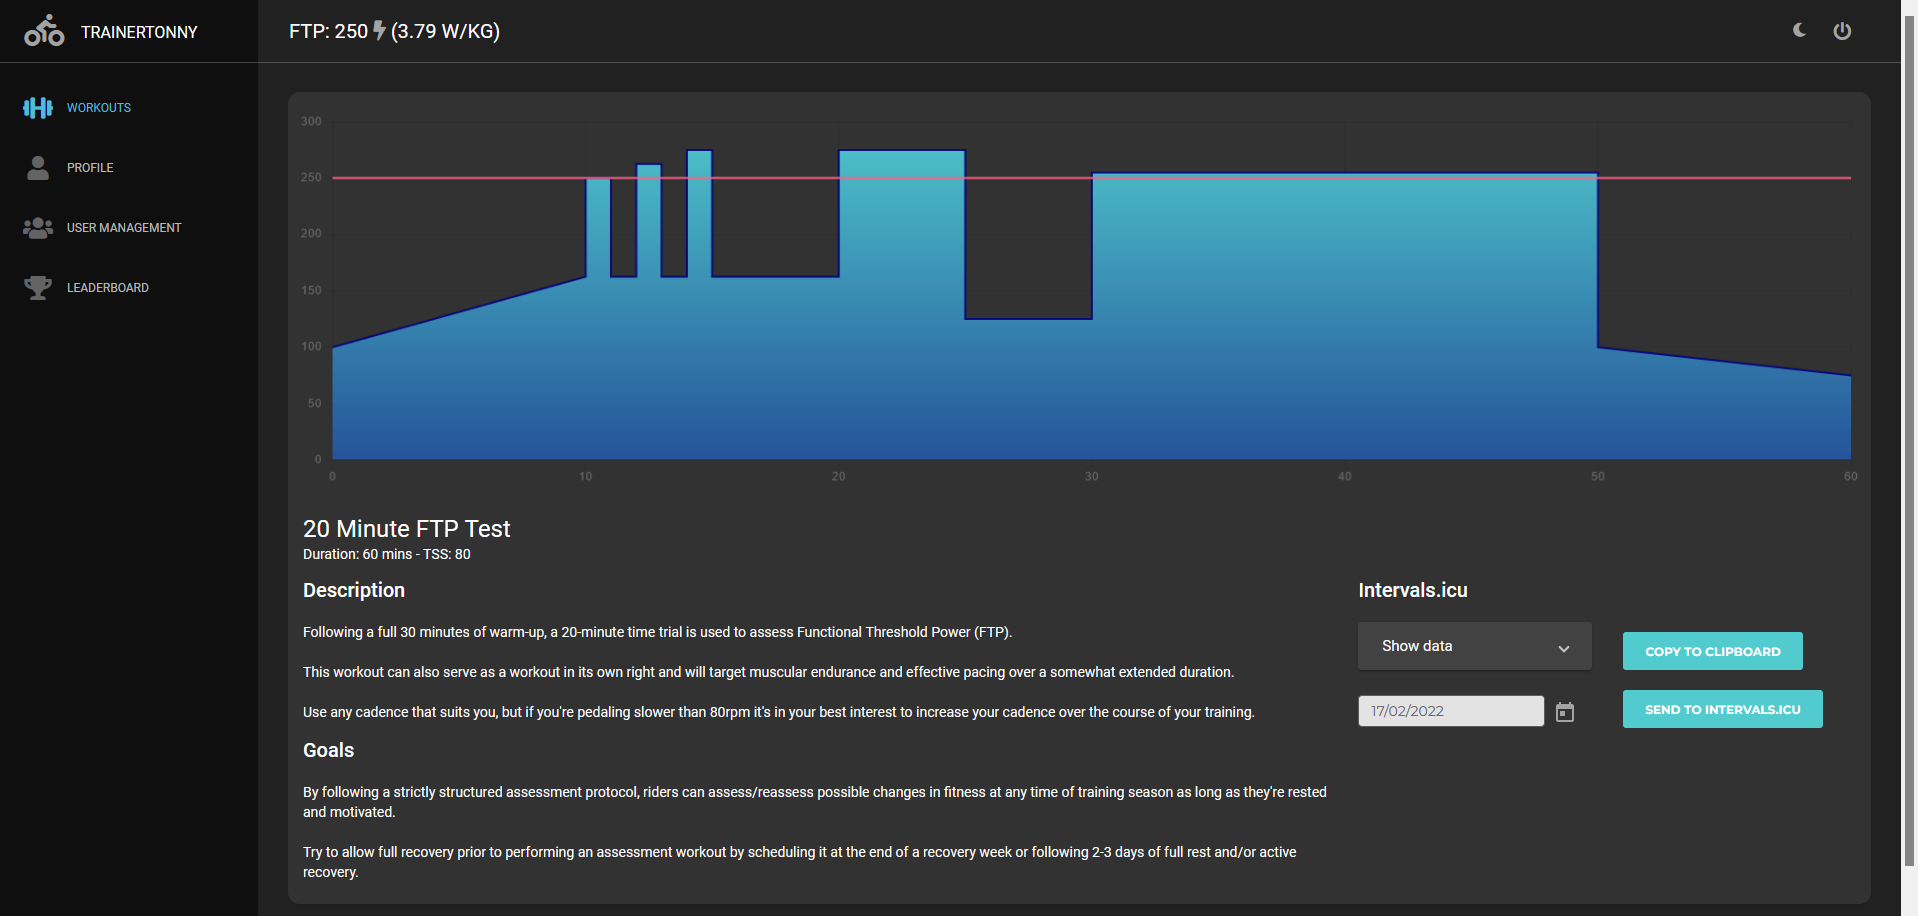 TRAINERTONNY
FTP: 250 (3.79 W/KG)
WORKOUTS
PROFILE
USER MANAGEMENT
LEADERBOARD
300
250
200
150
100
50
0
0 10 20 30 40 50 60
20 Minute FTP Test
Duration: 60 mins - TSS: 80
Description
Following a full 30 minutes of warm-up, a 20-minute time trial is used to assess Functional Threshold Power (FTP).
This workout can also serve as a workout in its own right and will target muscular endurance and effective pacing over a somewhat extended duration.
Use any cadence that suits you, but if you're pedaling slower than 80rpm it's in your best interest to increase your cadence over the course of your training.
Goals
By following a strictly structured assessment protocol, riders can assess/reassess possible changes in fitness at any time of training season as long as they're rested
and motivated.
Try to allow full recovery prior to performing an assessment workout by scheduling it at the end of a recovery week or following 2-3 days of full rest and/or active
recovery.
Intervals.icu
Show data
COPY TO CLIPBOARD
17/02/2022
SEND TO INTERVALS.ICU